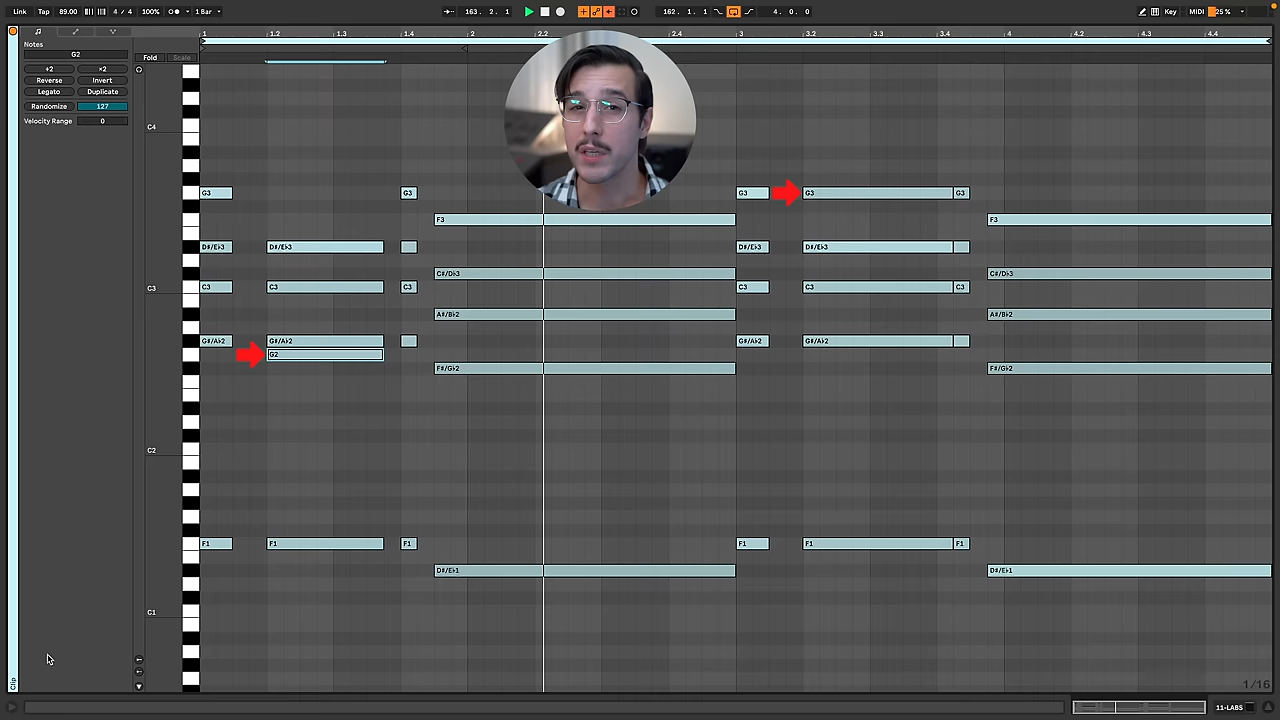 Link Tap 89.00 4 / 4 100% 1 Bar 163 . 2 . 1 162 . 1 . 1 4 . 0 . 0 Key MIDI 25 %
1 1.2 1.3 1.4 2 2.2 2.4 3 3.2 3.3 3.4 4 4.2 4.3 4.4
Notes
G2
÷2 ×2
Reverse Invert
Legato Duplicate
Randomize 127
Velocity Range 0
Fold Scale
C4
G3 G3 G3 G3 G3
F3 F3
D#/E♭3 D#/E♭3 D#/E♭3 D#/E♭3
C#/D♭3 C#/D♭3
C3 C3 C3 C3 C3 C3 C3
A#/B♭2 A#/B♭2
G#/A♭2 G#/A♭2 G#/A♭2 G#/A♭2
G2
F#/G♭2 F#/G♭2
C2
F1 F1 F1 F1 F1 F1
D#/E♭1 D#/E♭1
C1
Clip
1/16
11-LABS